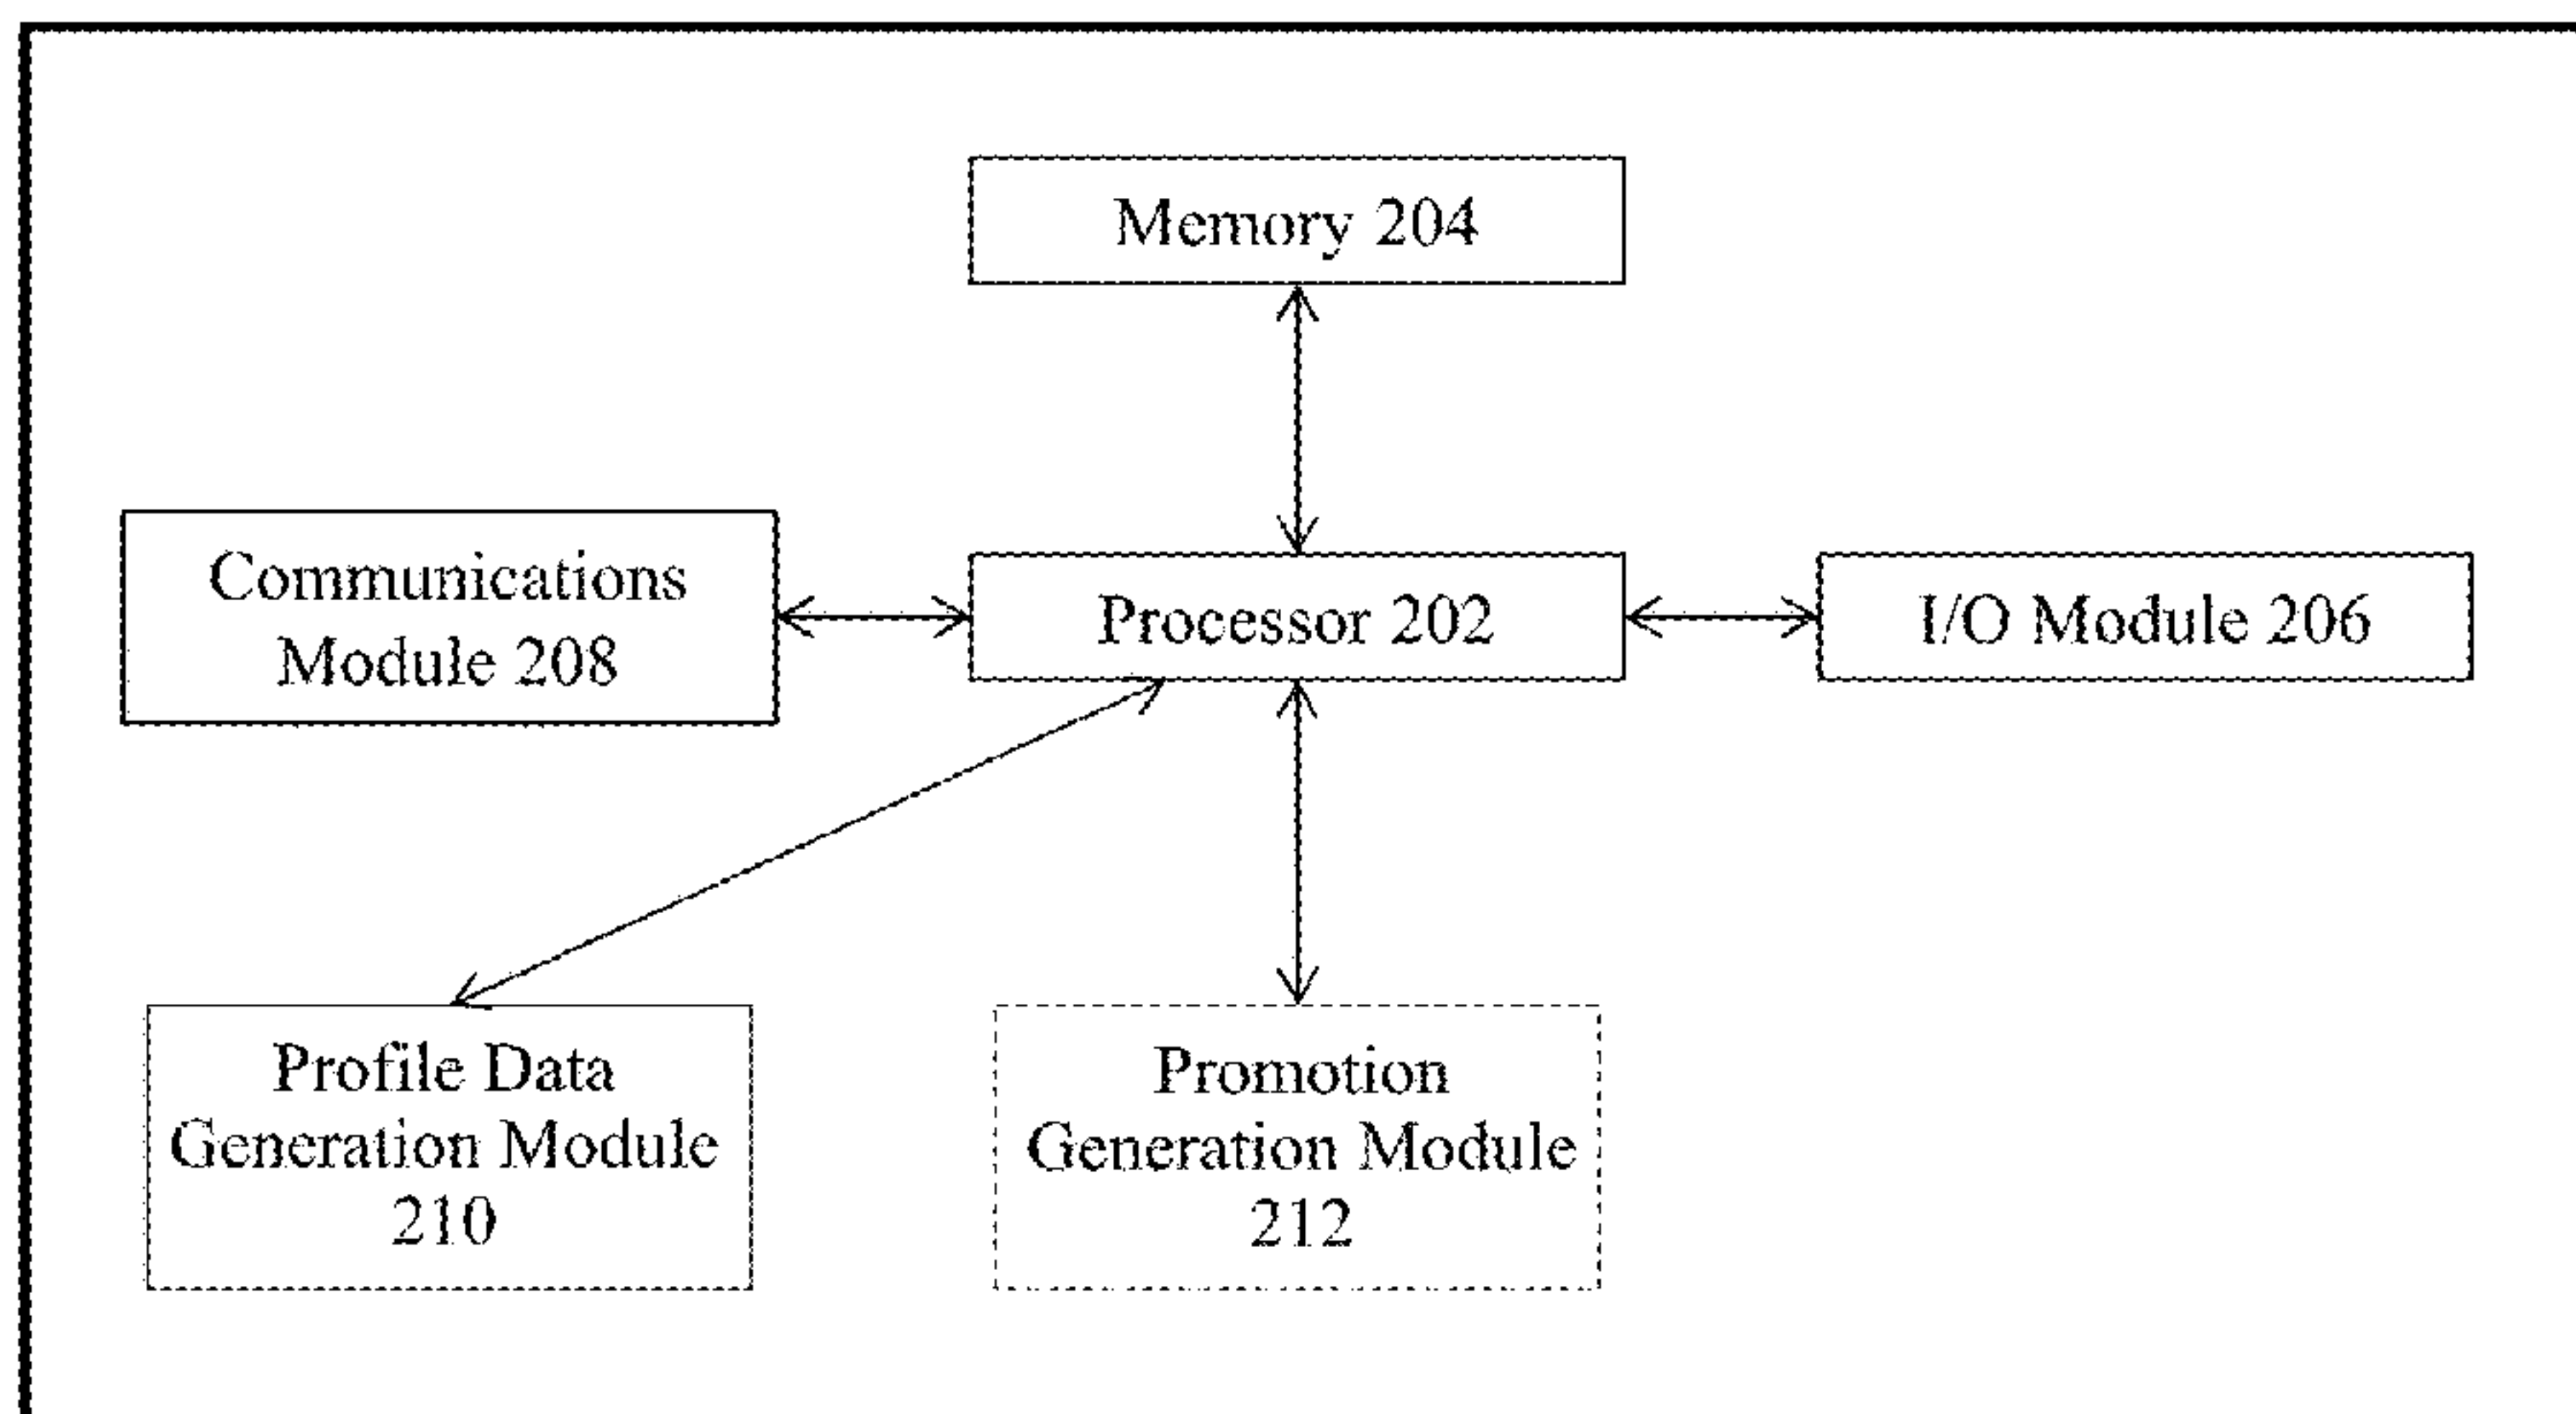 Memory 204
Communications
Module 208
Processor 202
I/O Module 206
Profile Data
Generation Module
210
Promotion
Generation Module
212